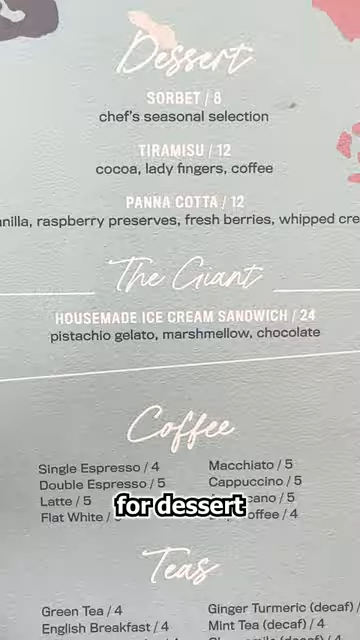 Dessert
SORBET / 8
chef's seasonal selection
TIRAMISU / 12
cocoa, lady fingers, coffee
PANNA COTTA / 12
raspberry preserves, fresh berries, whipped
The Giant
HOUSEMADE ICE CREAM SANDWICH / 24
pistachio gelato, marshmellow, chocolate
Coffee
Single Espresso / 4
Double Espresso / 5
Latte / 5
Flat White /
Macchiato / 5
Cappuccino / 5
/ 5
/ 4
for dessert
Teas
Green Tea / 4
English Breakfast / 4
Ginger Turmeric (decaf) /
Mint Tea (decaf) / 4